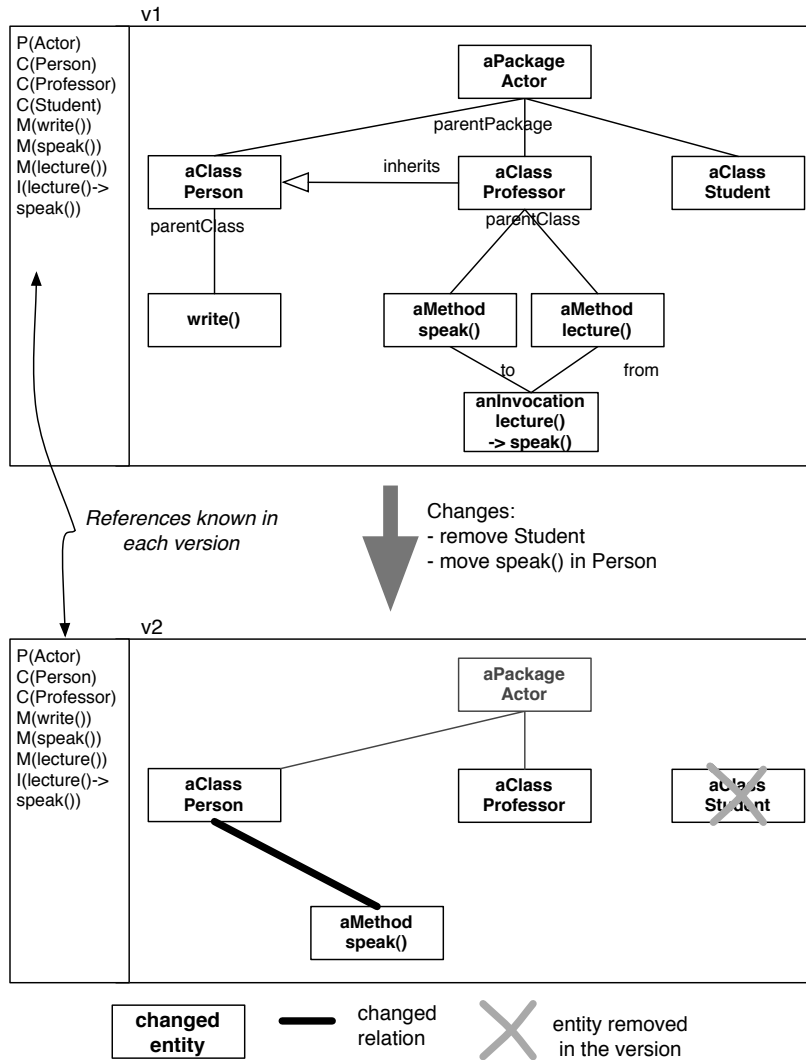 v1
P(Actor)
C(Person)
C(Professor)
C(Student)
M(write())
M(speak())
M(lecture())
I(lecture()->
speak())
aPackage
Actor
parentPackage
aClass
Person
inherits
aClass
Professor
aClass
Student
parentClass
parentClass
write()
aMethod
speak()
aMethod
lecture()
to
from
anInvocation
lecture()
-> speak()
References known in
each version
Changes:
- remove Student
- move speak() in Person
v2
P(Actor)
C(Person)
C(Professor)
M(write())
M(speak())
M(lecture())
I(lecture()->
speak())
aPackage
Actor
aClass
Person
aClass
Professor
aClass
Student
aMethod
speak()
changed
entity
changed
relation
entity removed
in the version